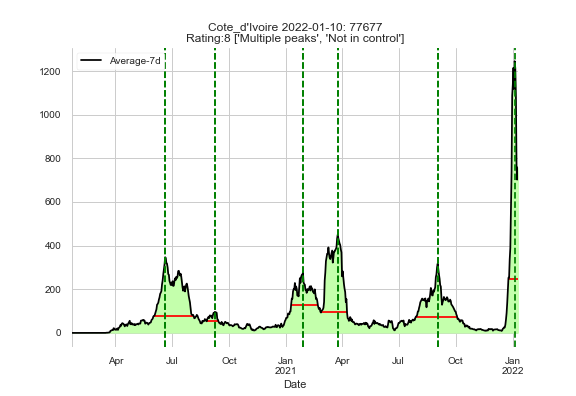 Cote_d'Ivoire 2022-01-10: 77677
Rating:8 ['Multiple peaks', 'Not in control']
Average-7d
1200
1000
800
600
400
200
0
Apr Jul Oct Jan Apr Jul Oct Jan
2021 2022
Date